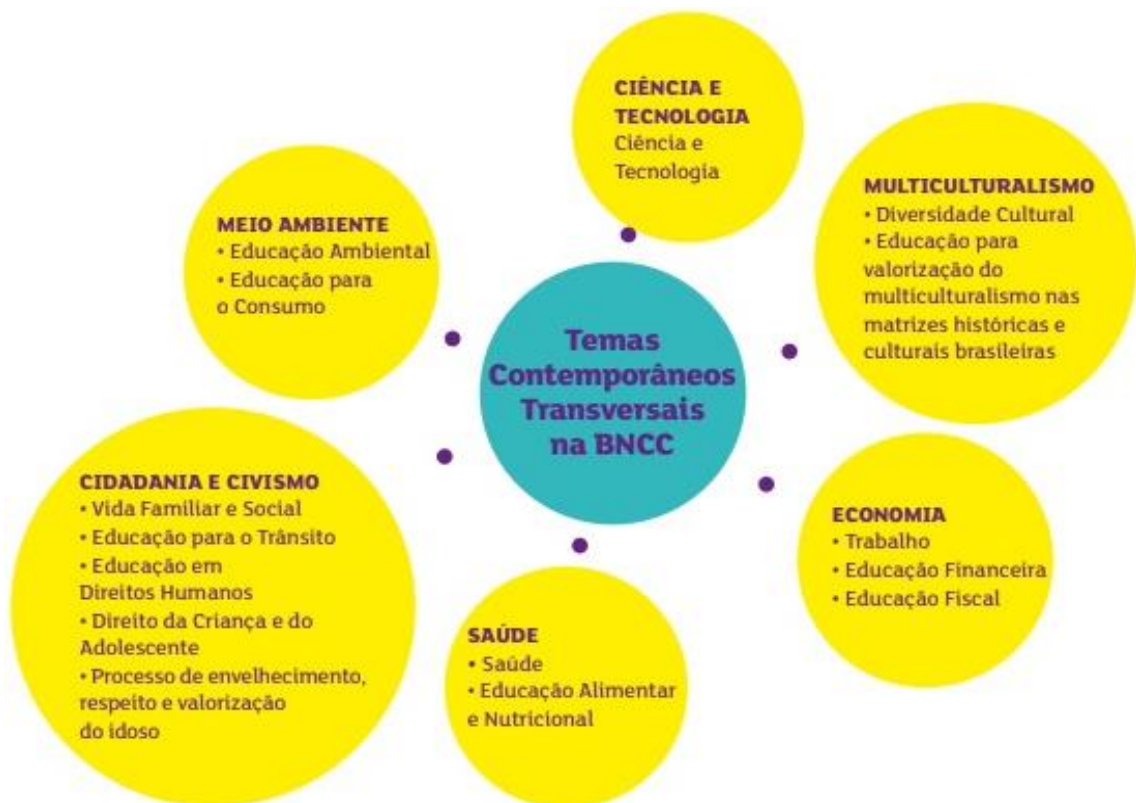 CIÊNCIA E
TECNOLOGIA
Ciência e
Tecnologia
MULTICULTURALISMO
• Diversidade Cultural
• Educação para
valorização do
multiculturalismo nas
matrizes históricas e
culturais brasileiras
MEIO AMBIENTE
• Educação Ambiental
• Educação para
o Consumo
Temas
Contemporâneos
Transversais
na BNCC
CIDADANIA E CIVISMO
• Vida Familiar e Social
• Educação para o Trânsito
• Educação em
Direitos Humanos
• Direito da Criança e do
Adolescente
• Processo de envelhecimento,
respeito e valorização
do idoso
ECONOMIA
• Trabalho
• Educação Financeira
• Educação Fiscal
SAÚDE
• Saúde
• Educação Alimentar
e Nutricional